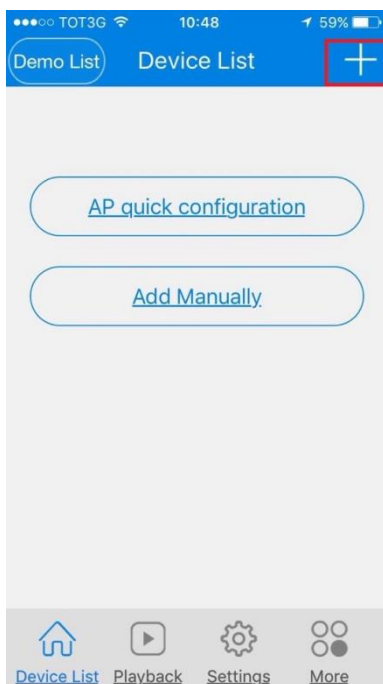 ●●●○○ TOT3G 10:48 59%
Demo List Device List
AP quick configuration
Add Manually
Device List Playback Settings More